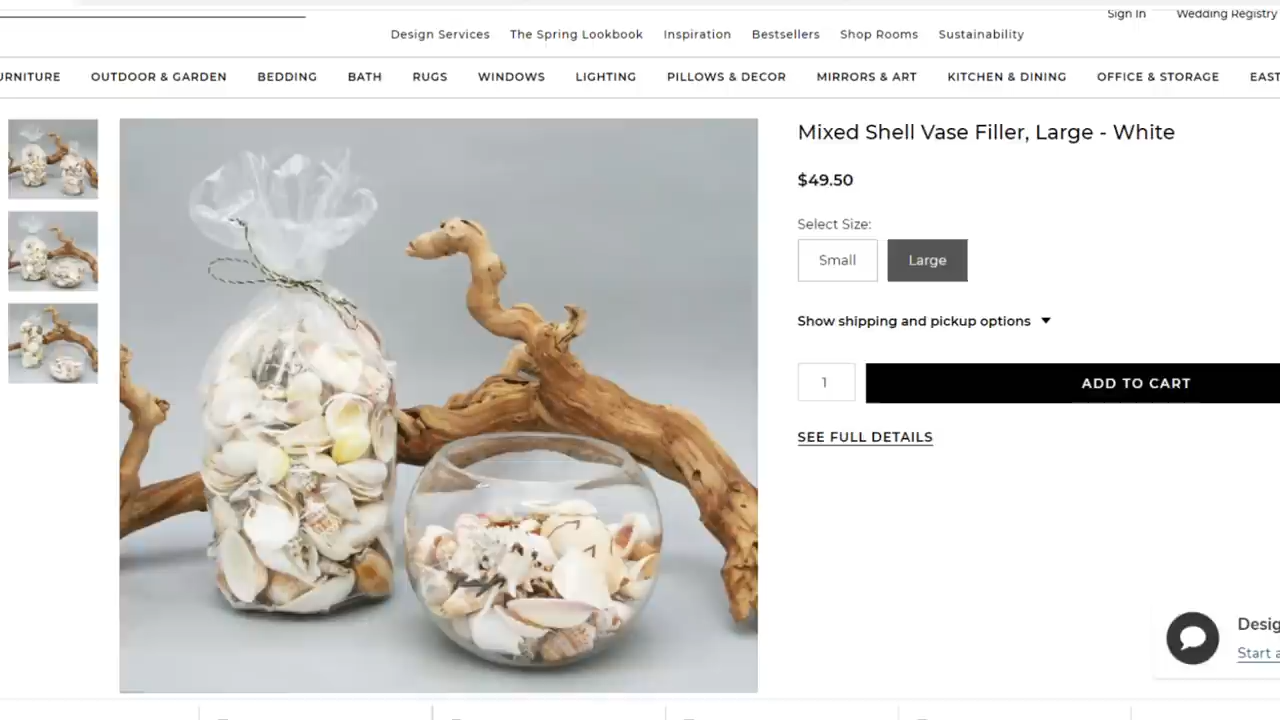 Sign In Wedding Registry
Design Services The Spring Lookbook Inspiration Bestsellers Shop Rooms Sustainability
URNITURE OUTDOOR & GARDEN BEDDING BATH RUGS WINDOWS LIGHTING PILLOWS & DECOR MIRRORS & ART KITCHEN & DINING OFFICE & STORAGE EAST
Mixed Shell Vase Filler, Large - White
$49.50
Select Size:
Small Large
Show shipping and pickup options
1 ADD TO CART
SEE FULL DETAILS
Desig
Start a